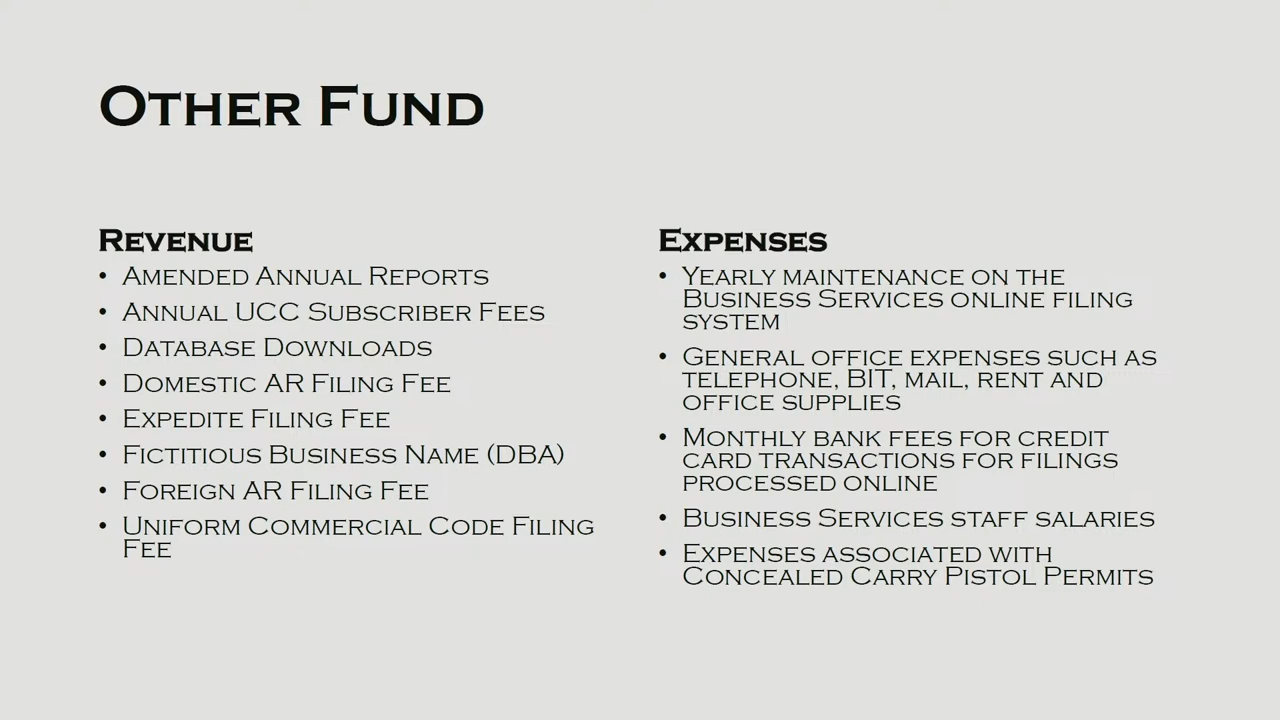 Other Fund
Revenue
• Amended Annual Reports
• Annual UCC Subscriber Fees
• Database Downloads
• Domestic AR Filing Fee
• Expedite Filing Fee
• Fictitious Business Name (DBA)
• Foreign AR Filing Fee
• Uniform Commercial Code Filing
Fee
Expenses
• Yearly maintenance on the
Business Services online filing
system
• General office expenses such as
telephone, BIT, mail, rent and
office supplies
• Monthly bank fees for credit
card transactions for filings
processed online
• Business Services staff salaries
• Expenses associated with
Concealed Carry Pistol Permits